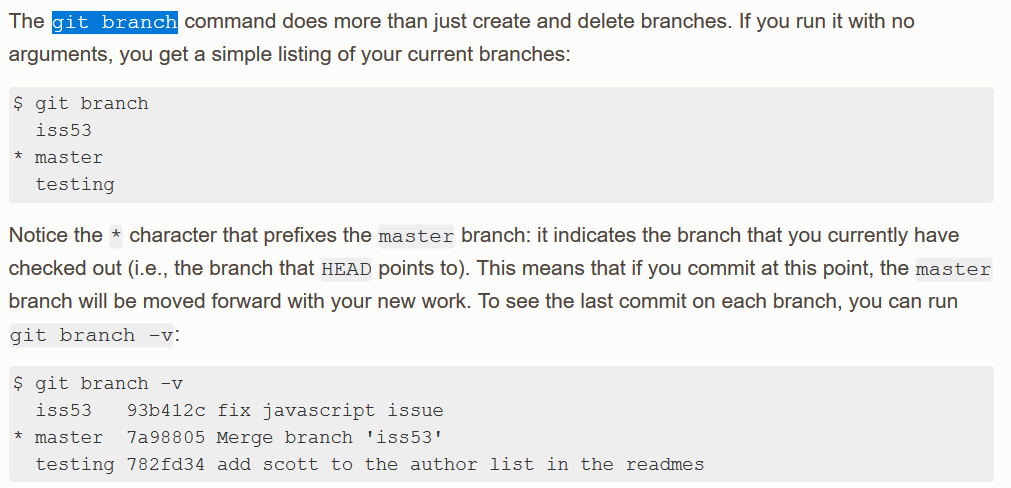 The git branch command does more than just create and delete branches. If you run it with no
arguments, you get a simple listing of your current branches:
$ git branch
  iss53
* master
  testing
Notice the * character that prefixes the master branch: it indicates the branch that you currently have
checked out (i.e., the branch that HEAD points to). This means that if you commit at this point, the master
branch will be moved forward with your new work. To see the last commit on each branch, you can run
git branch -v:
$ git branch -v
  iss53   93b412c fix javascript issue
* master  7a98805 Merge branch 'iss53'
  testing 782fd34 add scott to the author list in the readmes